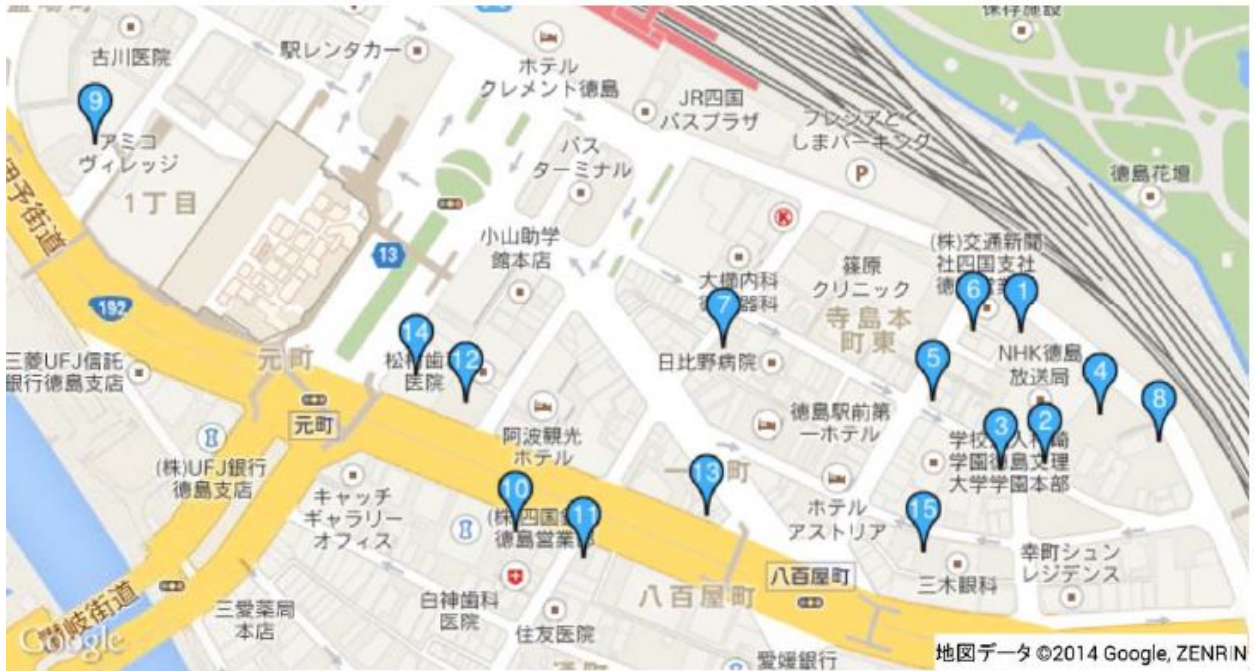 古川医院
駅レンタカー
ホテル
クレメント徳島
JR四国
バスプラザ
フレシアとく
しまパーキング
P
徳島花壇
9
アミコ
ヴィレッジ
1丁目
伊予街道
192
13
バス
ターミナル
小山助学
館本店
K
大櫛内科
7
篠原
クリニック
(株)交通新聞
社四国支社
6
1
寺島本
町東
日比野病院
5
NHK徳島
放送局
4
8
3
2
14
医院
12
元町
元町
三菱UFJ信託
銀行徳島支店
(株)UFJ銀行
徳島支店
阿波観光
ホテル
徳島駅前第
一ホテル
学園徳島文理
大学学園本部
13
10
11
徳島営業部
キャッチ
ギャラリー
オフィス
ホテル
アストリア
15
三木眼科
幸町シュン
レジデンス
八百屋町
八百屋町
白神歯科
医院
住友医院
三愛薬局
本店
讃岐街道
愛媛銀行
Google
地図データ ©2014 Google, ZENRIN